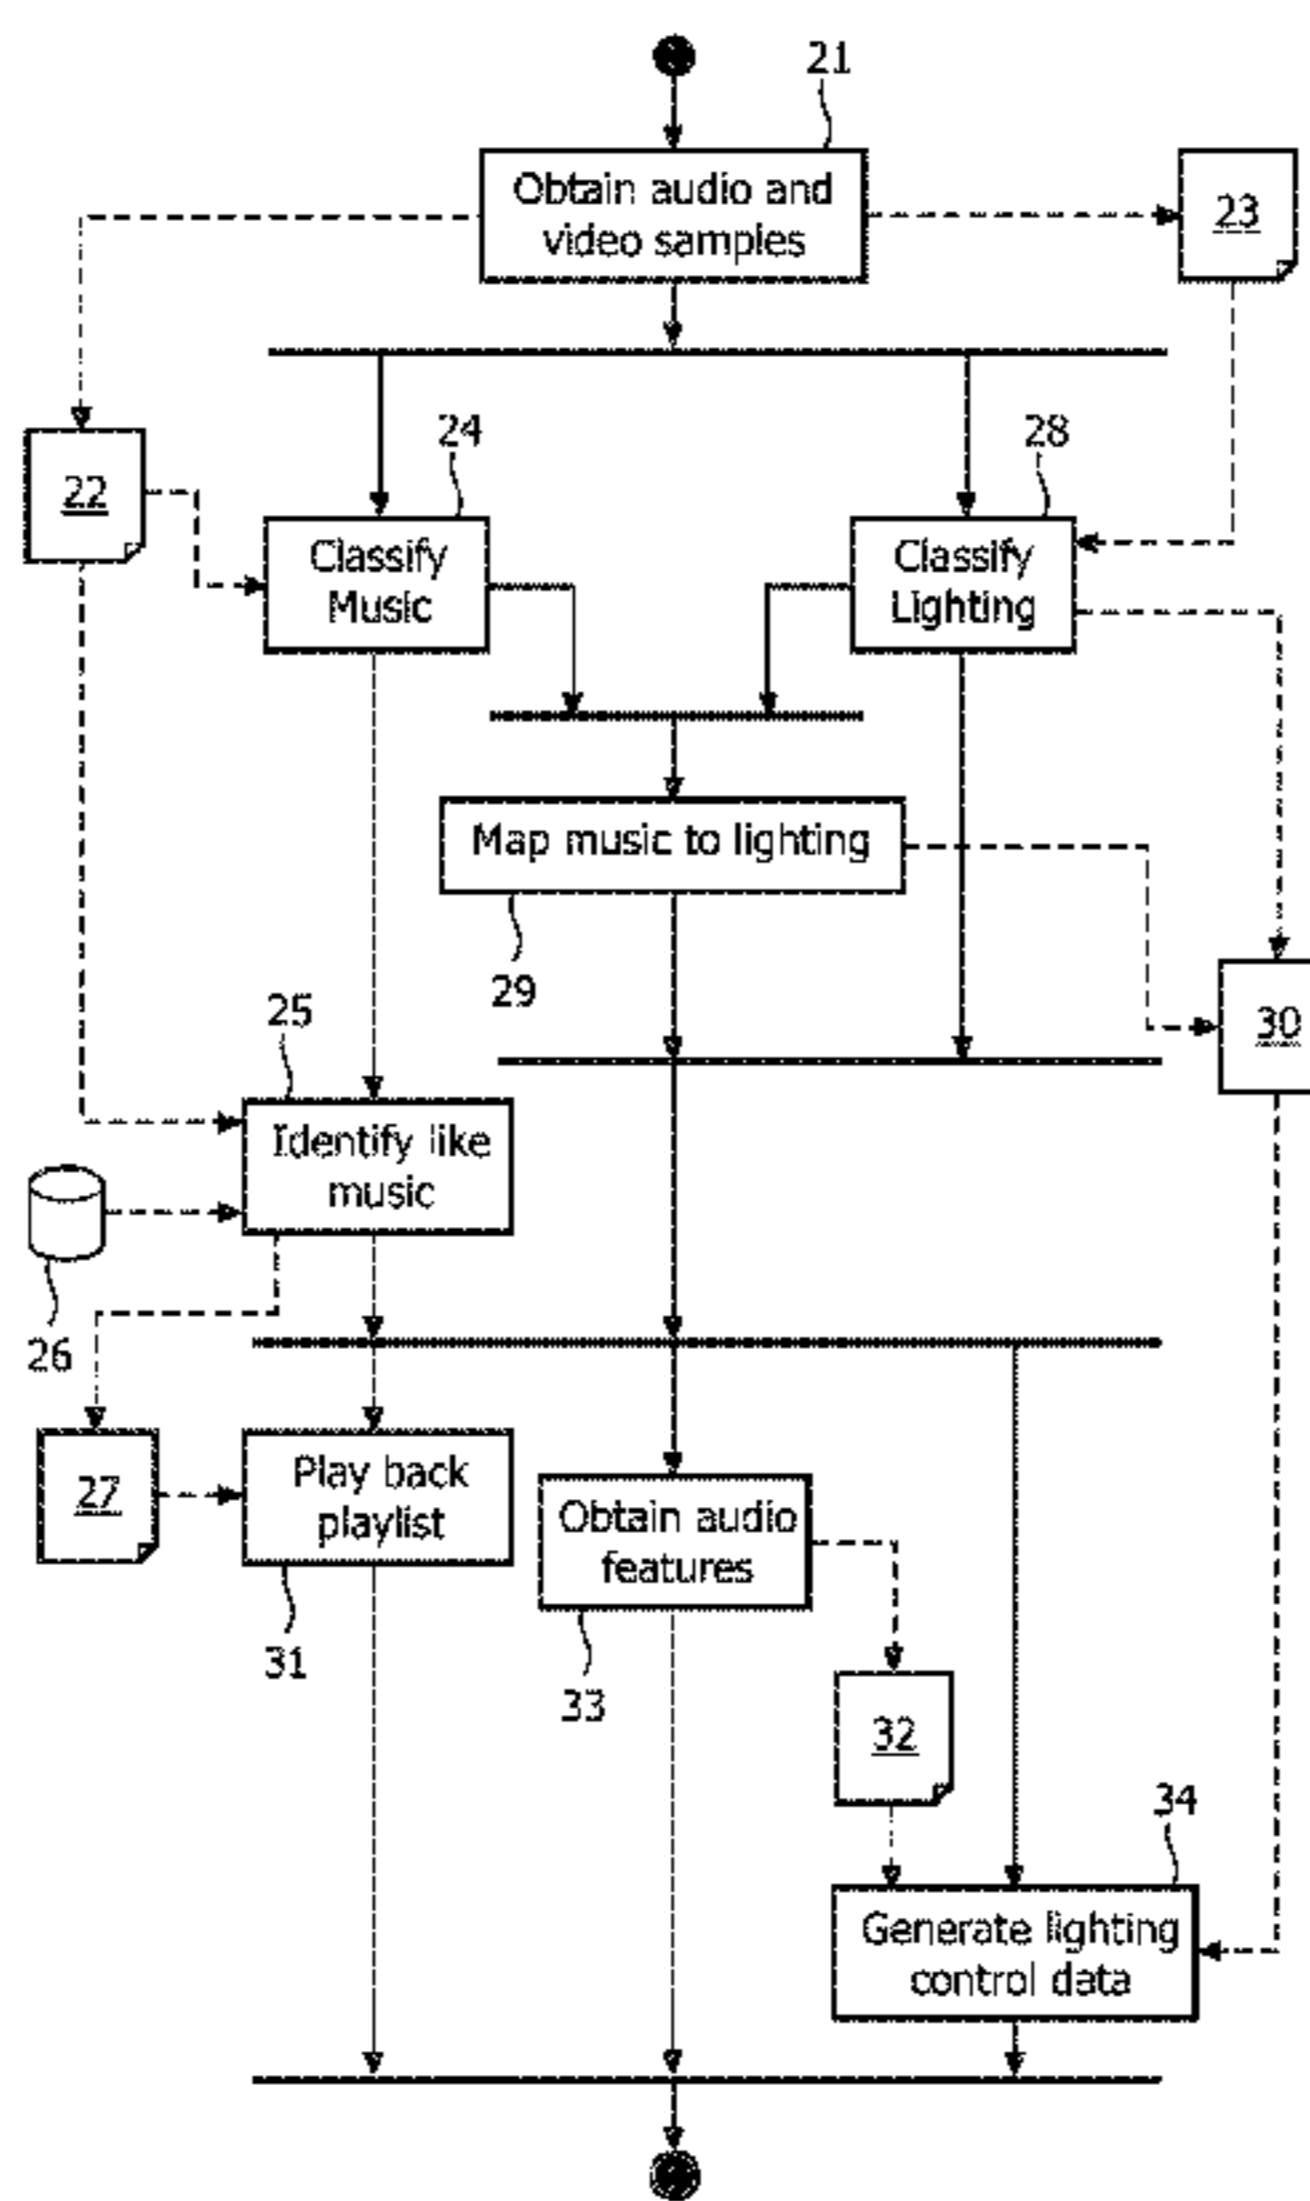 21
Obtain audio and
video samples
23
22
24
Classify
Music
28
Classify
Lighting
Map music to lighting
29
30
25
Identify like
music
26
27
Play back
playlist
31
Obtain audio
features
33
32
34
Generate lighting
control data